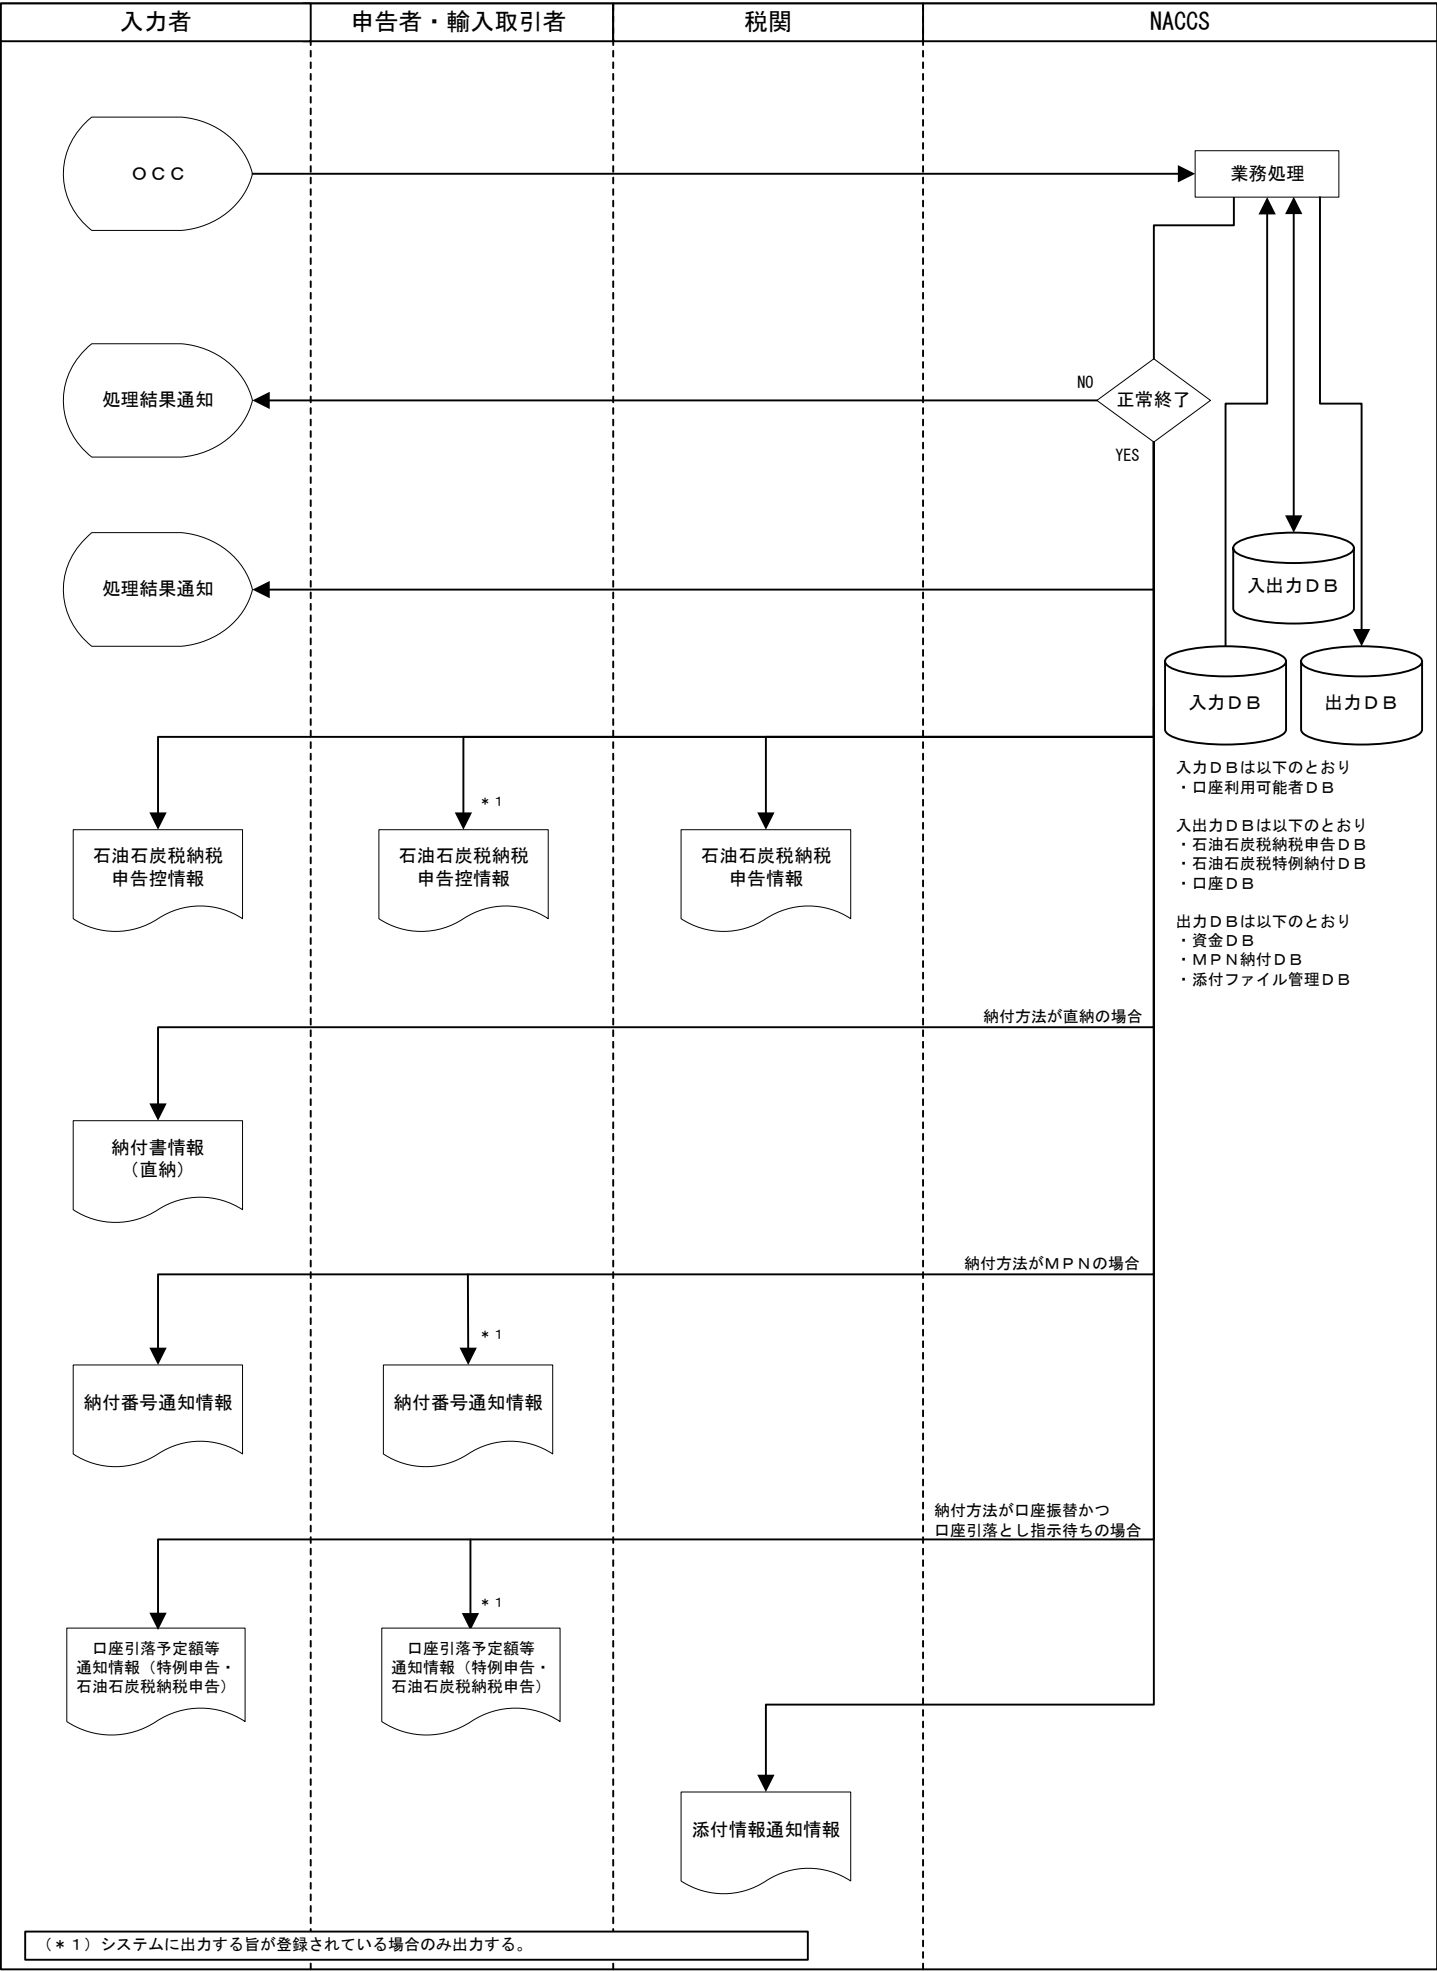 入力者
申告者・輸入取引者
税関
NACCS
ＯＣＣ
業務処理
処理結果通知
NO
正常終了
YES
処理結果通知
入出力ＤＢ
入力ＤＢ
出力ＤＢ
入力ＤＢは以下のとおり
・口座利用可能者ＤＢ
入出力ＤＢは以下のとおり
・石油石炭税納税申告ＤＢ
・石油石炭税特例納付ＤＢ
・口座ＤＢ
出力ＤＢは以下のとおり
・資金ＤＢ
・ＭＰＮ納付ＤＢ
・添付ファイル管理ＤＢ
＊１
石油石炭税納税
申告控情報
石油石炭税納税
申告控情報
石油石炭税納税
申告情報
納付方法が直納の場合
納付書情報
（直納）
納付方法がＭＰＮの場合
＊１
納付番号通知情報
納付番号通知情報
納付方法が口座振替かつ
口座引落とし指示待ちの場合
＊１
口座引落予定額等
通知情報（特例申告・
石油石炭税納税申告）
口座引落予定額等
通知情報（特例申告・
石油石炭税納税申告）
添付情報通知情報
（＊１）システムに出力する旨が登録されている場合のみ出力する。